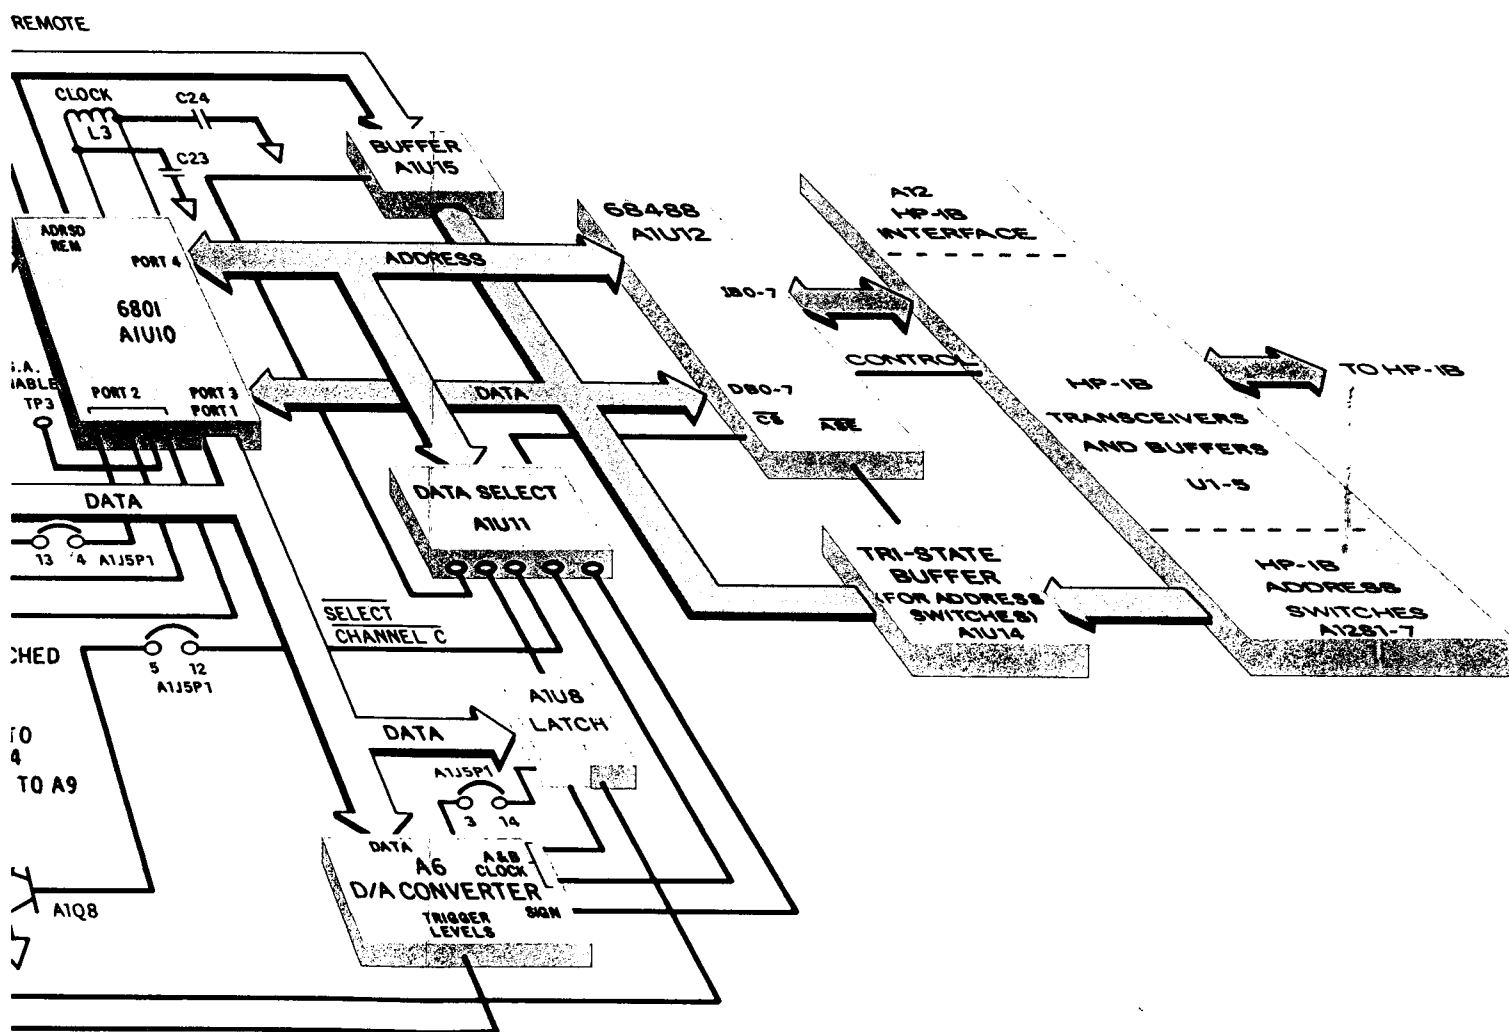 REMOTE
CLOCK
L3
C24
C23
BUFFER
A1U15
ADRSD
REM
PORT 4
6801
A1U10
PORT 2
PORT 3
PORT 1
TP3
ADDRESS
DATA
68488
A1U12
IB0-7
CONTROL
DB0-7
CS
ASE
A12
HP-IB
INTERFACE
HP-IB
TRANSCEIVERS
AND BUFFERS
U1-5
TO HP-IB
HP-IB
ADDRESS
SWITCHES
A12S1-7
DATA SELECT
A1U11
TRI-STATE
BUFFER
(FOR ADDRESS
SWITCHES)
A1U14
DATA
13 4 A1J5P1
SELECT
CHANNEL C
5 12
A1J5P1
TO
4
TO A9
A1Q8
A1U8
LATCH
DATA
A1J5P1
3 14
DATA
A6
D/A CONVERTER
A & B
CLOCK
TRIGGER
LEVELS
SIGN